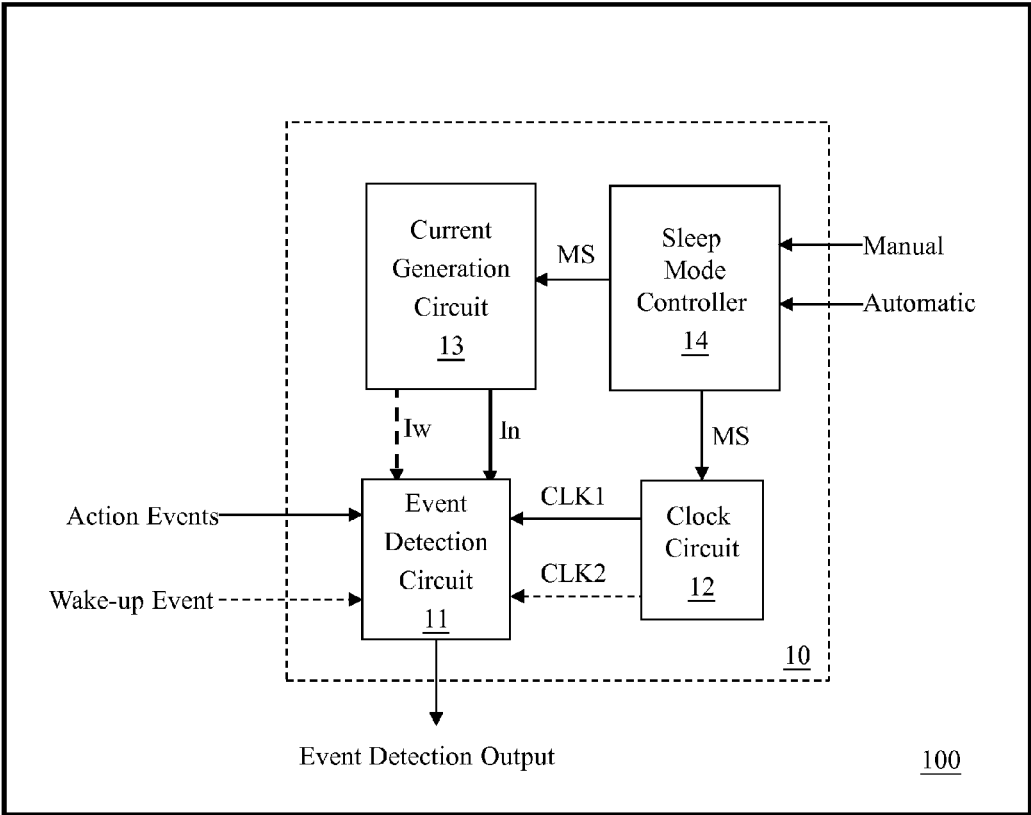 Current
Generation
Circuit
13
MS
Sleep
Mode
Controller
14
Manual
Automatic
Iw
In
MS
Action Events
Wake-up Event
Event
Detection
Circuit
11
CLK1
CLK2
Clock
Circuit
12
10
Event Detection Output
100